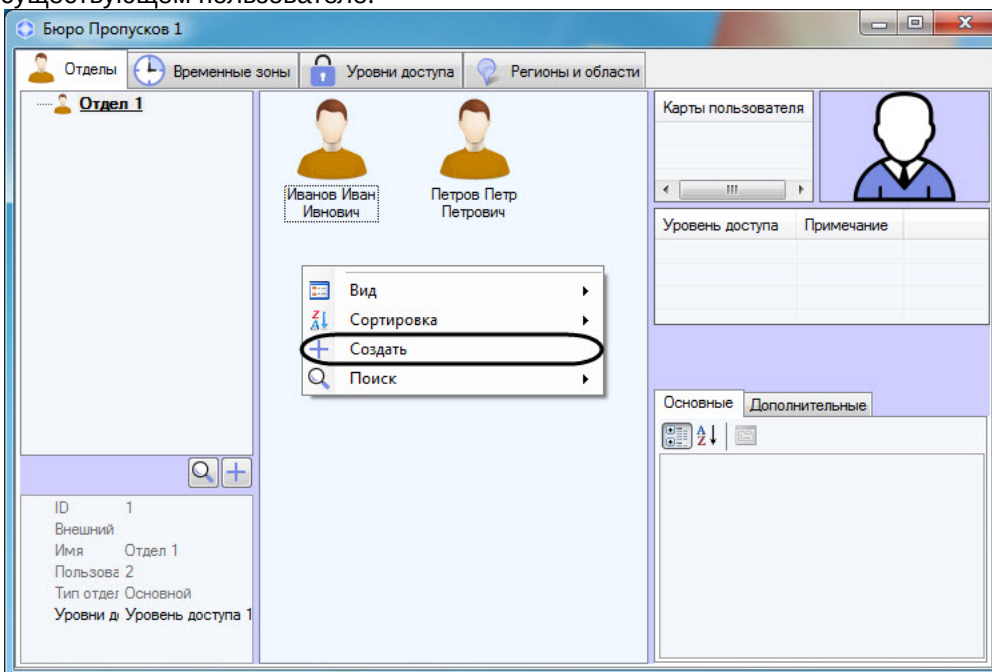 существующем пользователе.
Бюро Пропусков 1
Отделы Временные зоны Уровни доступа Регионы и области
Отдел 1
Иванов Иван
Ивнович
Петров Петр
Петрович
Карты пользователя
Уровень доступа Примечание
Вид
Сортировка
Создать
Поиск
Основные Дополнительные
ID 1
Внешний
Имя Отдел 1
Пользова 2
Тип отдел Основной
Уровни д Уровень доступа 1